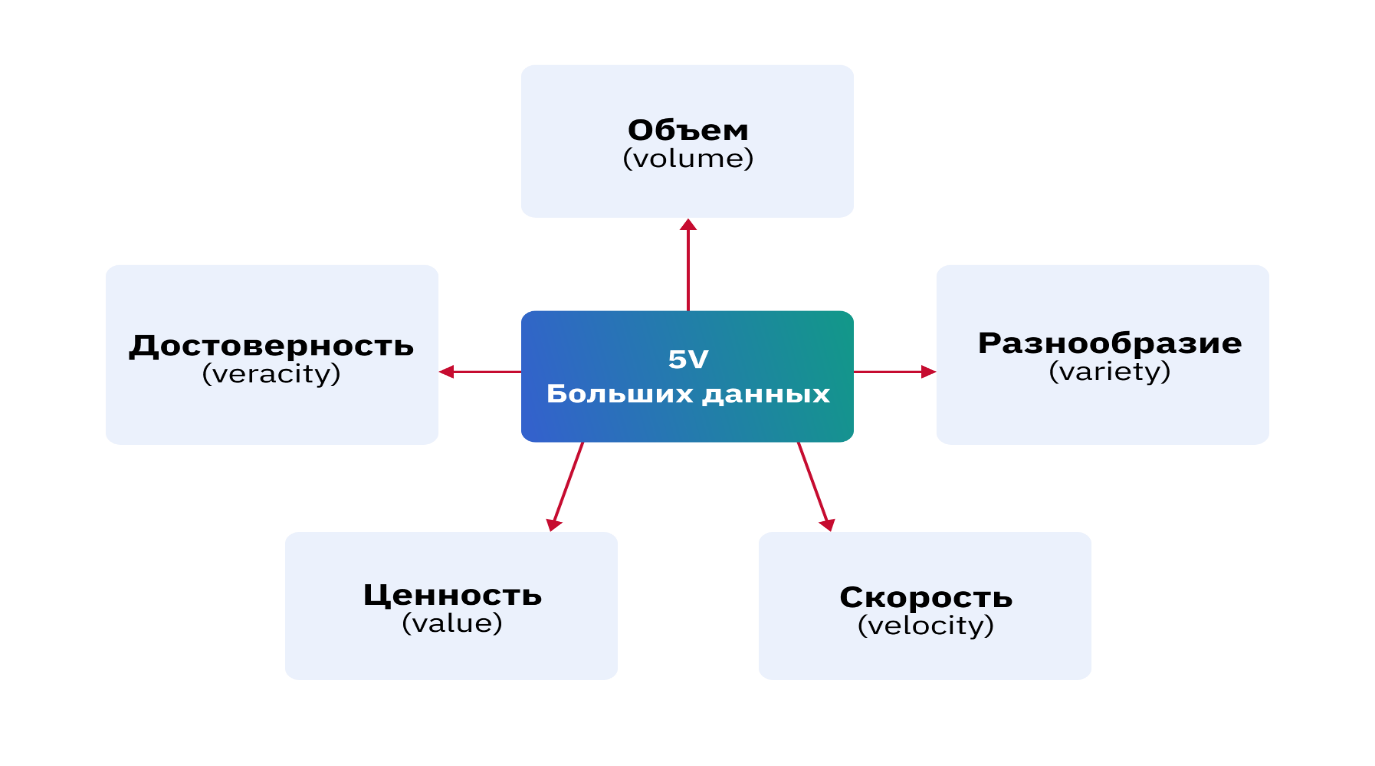 Объем
(volume)
Достоверность
(veracity)
5V
Больших данных
Разнообразие
(variety)
Ценность
(value)
Скорость
(velocity)